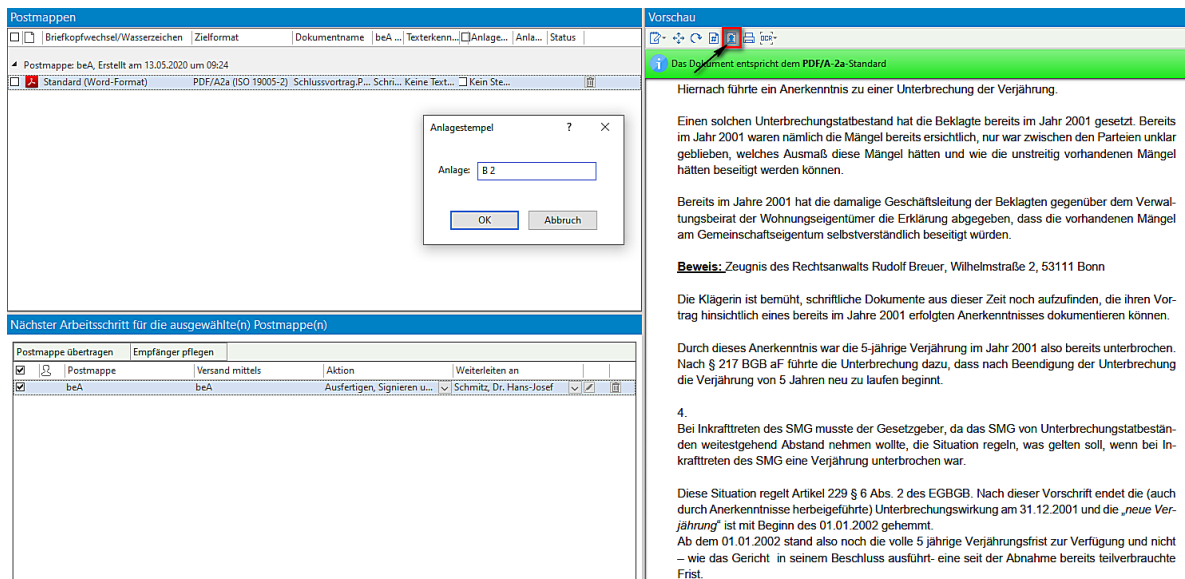 Postmappen
Briefkopfwechsel/Wasserzeichen Zielformat Dokumentname beA ... Texterkenn... Anlage... Anla... Status
Postmappe: beA, Erstellt am 13.05.2020 um 09:24
Standard (Word-Format) PDF/A2a (ISO 19005-2) Schlussvortrag.P... Schri... Keine Text... Kein Ste...
Anlagestempel ?
Anlage: B 2
OK Abbruch
Nächster Arbeitsschritt für die ausgewählte(n) Postmappe(n)
Postmappe übertragen Empfänger pflegen
Postmappe Versand mittels Aktion Weiterleiten an
beA beA Ausfertigen, Signieren u... Schmitz, Dr. Hans-Josef
Vorschau
OCR
Das Dokument entspricht dem PDF/A-2a-Standard
Hiernach führte ein Anerkenntnis zu einer Unterbrechung der Verjährung.
Einen solchen Unterbrechungstatbestand hat die Beklagte bereits im Jahr 2001 gesetzt. Bereits
im Jahr 2001 waren nämlich die Mängel bereits ersichtlich, nur war zwischen den Parteien unklar
geblieben, welches Ausmaß diese Mängel hätten und wie die unstreitig vorhandenen Mängel
hätten beseitigt werden können.
Bereits im Jahre 2001 hat die damalige Geschäftsleitung der Beklagten gegenüber dem Verwal-
tungsbeirat der Wohnungseigentümer die Erklärung abgegeben, dass die vorhandenen Mängel
am Gemeinschaftseigentum selbstverständlich beseitigt würden.
Beweis: Zeugnis des Rechtsanwalts Rudolf Breuer, Wilhelmstraße 2, 53111 Bonn
Die Klägerin ist bemüht, schriftliche Dokumente aus dieser Zeit noch aufzufinden, die ihren Vor-
trag hinsichtlich eines bereits im Jahre 2001 erfolgten Anerkenntnisses dokumentieren können.
Durch dieses Anerkenntnis war die 5-jährige Verjährung im Jahr 2001 also bereits unterbrochen.
Nach § 217 BGB aF führte die Unterbrechung dazu, dass nach Beendigung der Unterbrechung
die Verjährung von 5 Jahren neu zu laufen beginnt.
4.
Bei Inkrafttreten des SMG musste der Gesetzgeber, da das SMG von Unterbrechungstatbestän-
den weitestgehend Abstand nehmen wollte, die Situation regeln, was gelten soll, wenn bei In-
krafttreten des SMG eine Verjährung unterbrochen war.
Diese Situation regelt Artikel 229 § 6 Abs. 2 des EGBGB. Nach dieser Vorschrift endet die (auch
durch Anerkenntnisse herbeigeführte) Unterbrechungswirkung am 31.12.2001 und die „neue Ver-
jährung" ist mit Beginn des 01.01.2002 gehemmt.
Ab dem 01.01.2002 stand also noch die volle 5 jährige Verjährungsfrist zur Verfügung und nicht
– wie das Gericht in seinem Beschluss ausführt- eine seit der Abnahme bereits teilverbrauchte
Frist.